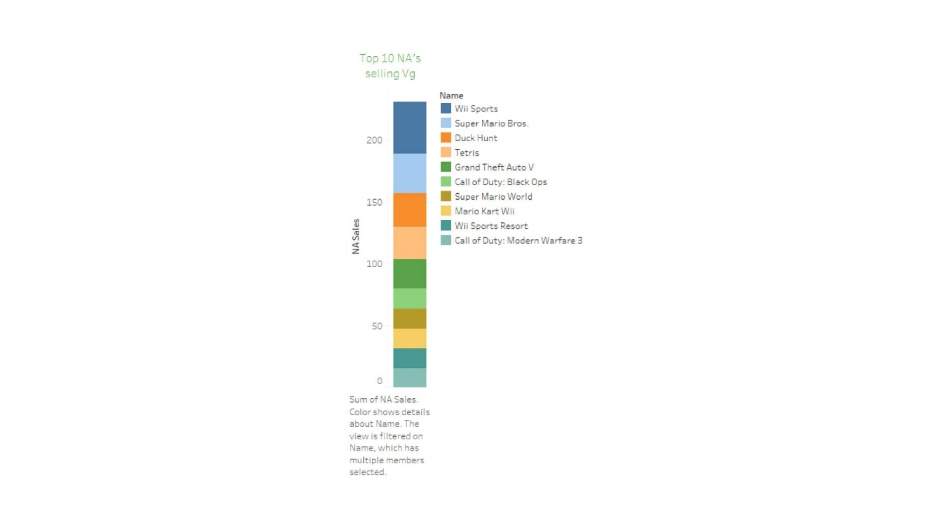 Top 10 NA's
selling Vg
Name
Wii Sports
Super Mario Bros.
Duck Hunt
Tetris
Grand Theft Auto V
Call of Duty: Black Ops
Super Mario World
Mario Kart Wii
Wii Sports Resort
Call of Duty: Modern Warfare 3
200
150
100
50
0
NA Sales
Sum of NA Sales.
Color shows details
about Name. The
view is filtered on
Name, which has
multiple members
selected.